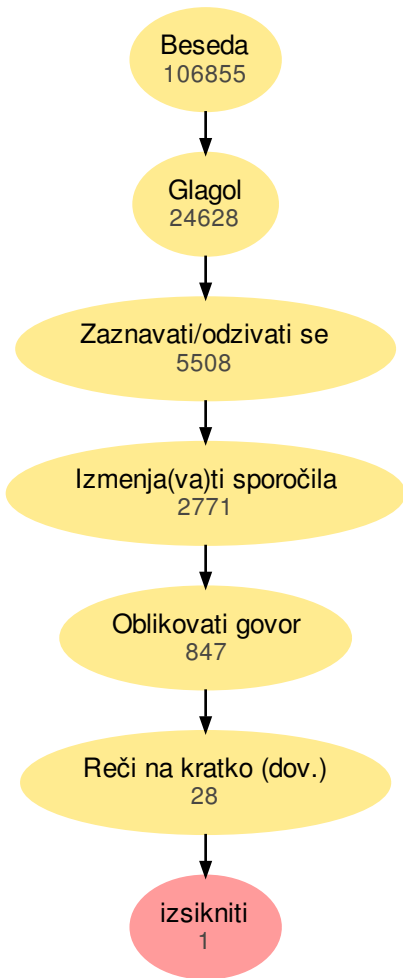 Beseda
106855
Glagol
24628
Zaznavati/odzivati se
5508
Izmenja(va)ti sporočila
2771
Oblikovati govor
847
Reči na kratko (dov.)
28
izsikniti
1